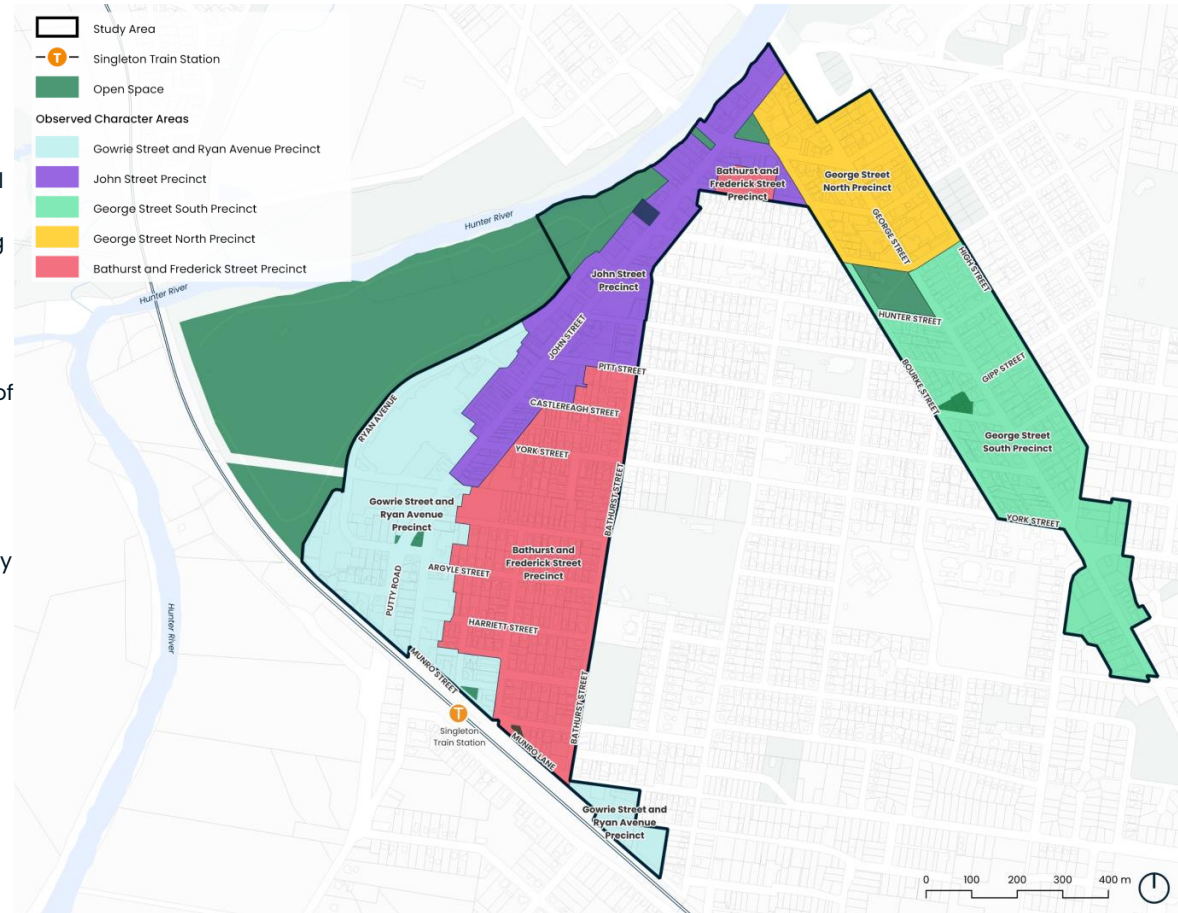 Study Area
T
Singleton Train Station
Open Space
Observed Character Areas
Gowrie Street and Ryan Avenue Precinct
John Street Precinct
George Street South Precinct
George Street North Precinct
Bathurst and Frederick Street Precinct
l
g
of
y
Bathurst and
Frederick Street
Precinct
George Street
North Precinct
GEORGE STREET
HIGH STREET
Hunter River
Hunter River
John Street
Precinct
JOHN STREET
HUNTER STREET
PITT STREET
GIPP STREET
BOURKE STREET
CASTLEREAGH STREET
RYAN AVENUE
George Street
South Precinct
YORK STREET
BATHURST STREET
Gowrie Street and
Ryan Avenue
Precinct
YORK STREET
Bathurst and
Frederick Street
Precinct
ARGYLE STREET
PUTTY ROAD
HARRIETT STREET
Hunter River
MUNRO STREET
BATHURST STREET
T
Singleton
Train Station
MUNRO LANE
Gowrie Street and
Ryan Avenue
Precinct
0 100 200 300 400 m